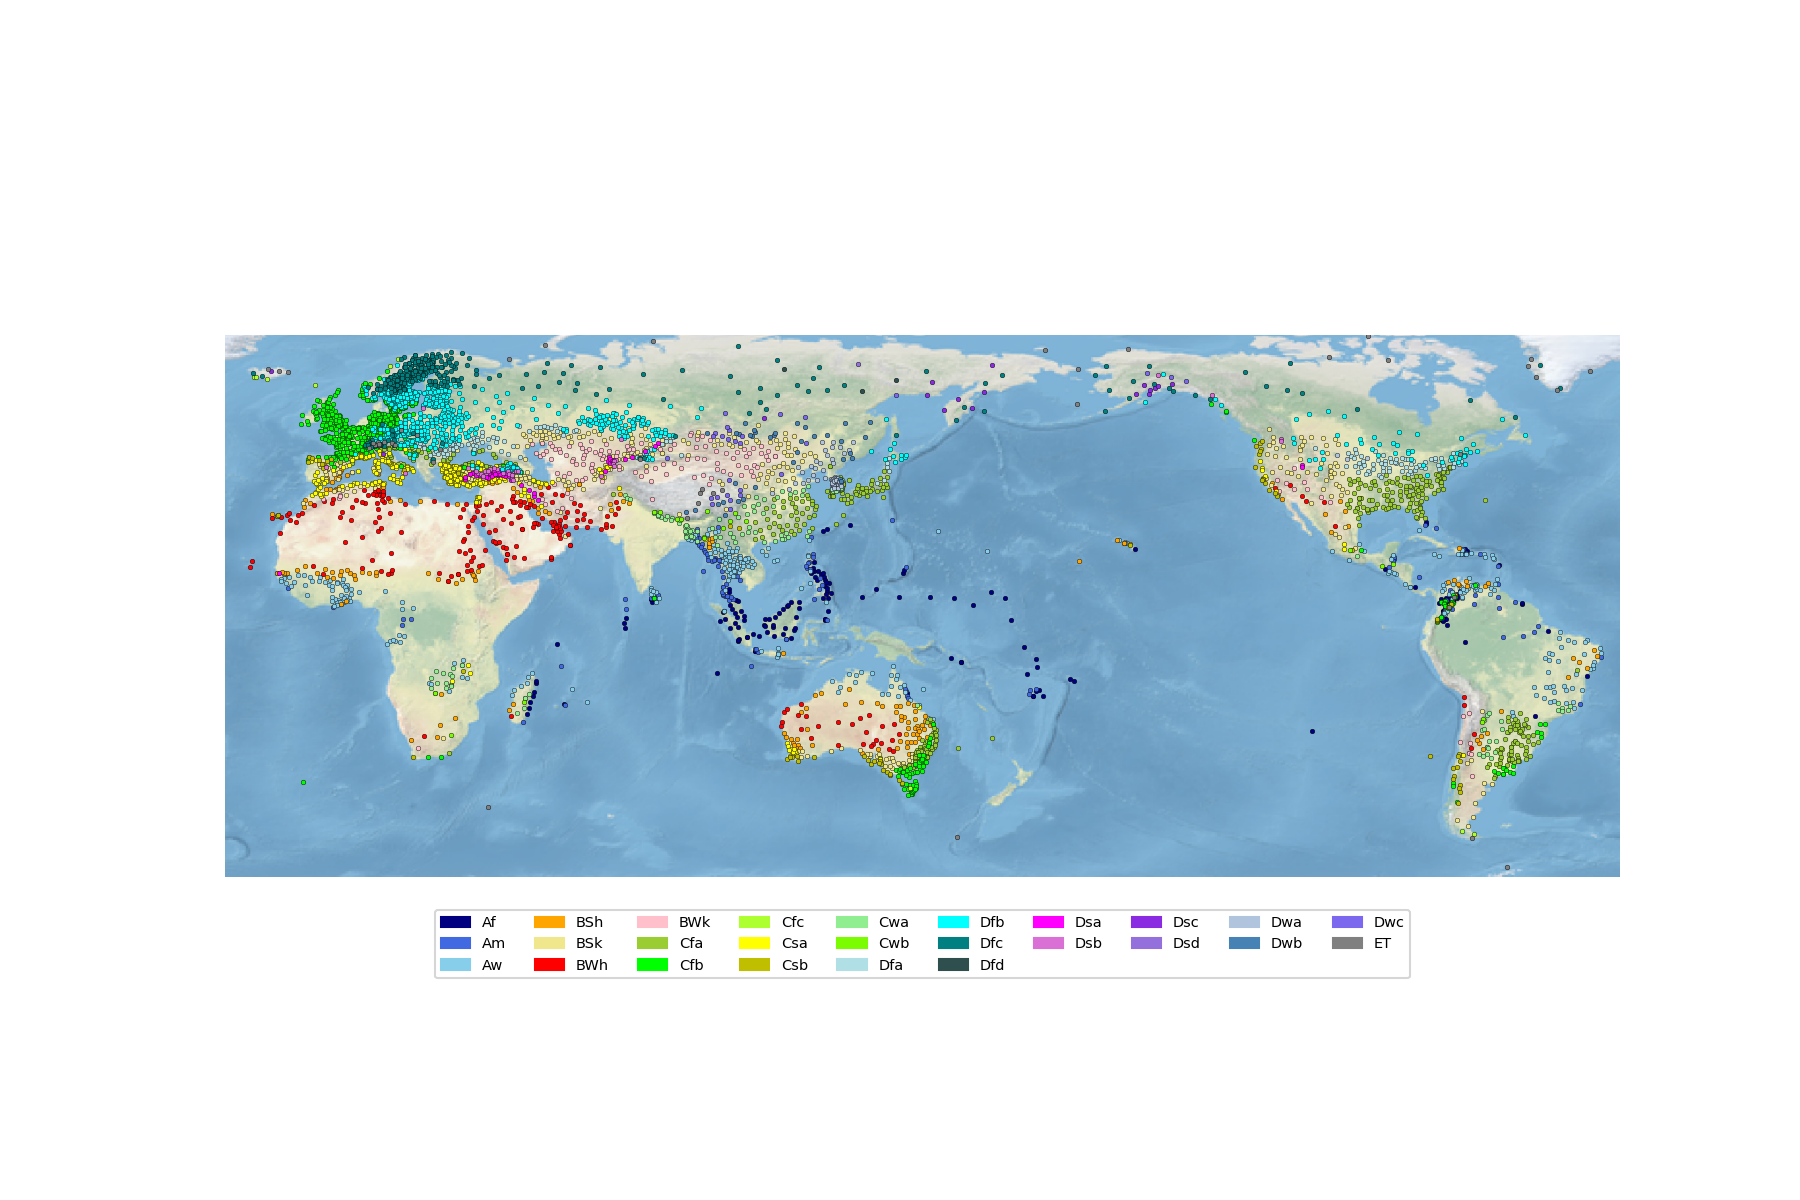 Af BSh BWk Cfc Cwa Dfb Dsa Dsc Dwa Dwc
Am BSk Cfa Csa Cwb Dfc Dsb Dsd Dwb ET
Aw BWh Cfb Csb Dfa Dfd